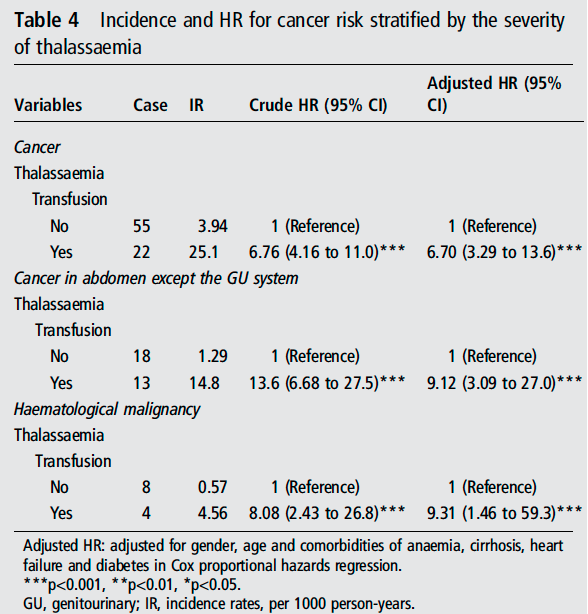 Table 4 Incidence and HR for cancer risk stratified by the severity
of thalassaemia
Variables Case IR Crude HR (95% CI) Adjusted HR (95% CI)
Cancer
Thalassaemia
Transfusion
No 55 3.94 1 (Reference) 1 (Reference)
Yes 22 25.1 6.76 (4.16 to 11.0)*** 6.70 (3.29 to 13.6)***
Cancer in abdomen except the GU system
Thalassaemia
Transfusion
No 18 1.29 1 (Reference) 1 (Reference)
Yes 13 14.8 13.6 (6.68 to 27.5)*** 9.12 (3.09 to 27.0)***
Haematological malignancy
Thalassaemia
Transfusion
No 8 0.57 1 (Reference) 1 (Reference)
Yes 4 4.56 8.08 (2.43 to 26.8)*** 9.31 (1.46 to 59.3)***
Adjusted HR: adjusted for gender, age and comorbidities of anaemia, cirrhosis, heart
failure and diabetes in Cox proportional hazards regression.
***p<0.001, **p<0.01, *p<0.05.
GU, genitourinary; IR, incidence rates, per 1000 person-years.